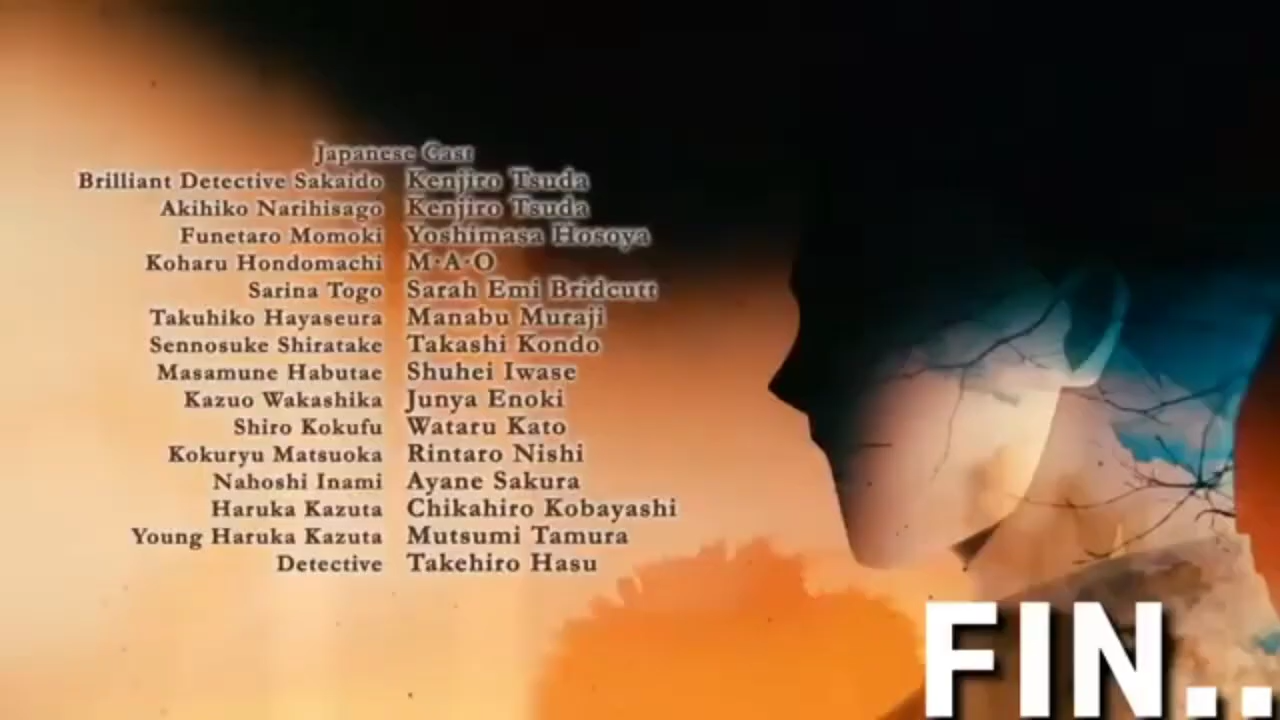 Japanese Cast
Brilliant Detective Sakaido Kenjiro Tsuda
Akihiko Narihisago Kenjiro Tsuda
Funetaro Momoki Yoshimasa Hosoya
Koharu Hondomachi M·A·O
Sarina Togo Sarah Emi Bridcutt
Takuhiko Hayaseura Manabu Muraji
Sennosuke Shiratake Takashi Kondo
Masamune Habutae Shuhei Iwase
Kazuo Wakashika Junya Enoki
Shiro Kokufu Wataru Kato
Kokuryu Matsuoka Rintaro Nishi
Nahoshi Inami Ayane Sakura
Haruka Kazuta Chikahiro Kobayashi
Young Haruka Kazuta Mutsumi Tamura
Detective Takehiro Hasu
FIN..